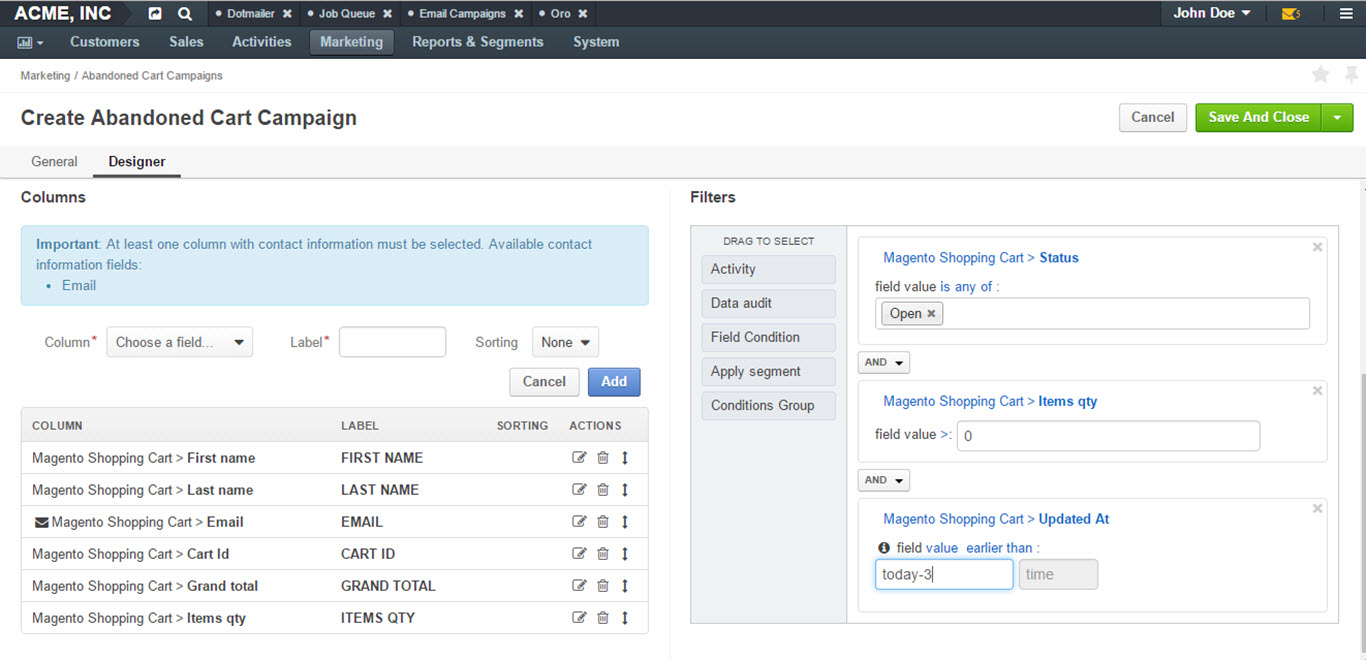 ACME, INC • Dotmailer ✖ • Job Queue ✖ • Email Campaigns ✖ • Oro ✖ John Doe
Customers Sales Activities Marketing Reports & Segments System
Marketing / Abandoned Cart Campaigns
Create Abandoned Cart Campaign Cancel Save And Close
General Designer
Columns
Important: At least one column with contact information must be selected. Available contact
information fields:
• Email
Column* Choose a field... Label* Sorting None
Cancel Add
COLUMN LABEL SORTING ACTIONS
Magento Shopping Cart > First name FIRST NAME
Magento Shopping Cart > Last name LAST NAME
Magento Shopping Cart > Email EMAIL
Magento Shopping Cart > Cart Id CART ID
Magento Shopping Cart > Grand total GRAND TOTAL
Magento Shopping Cart > Items qty ITEMS QTY
Filters
DRAG TO SELECT
Activity
Data audit
Field Condition
Apply segment
Conditions Group
Magento Shopping Cart > Status
field value is any of :
Open ✖
AND
Magento Shopping Cart > Items qty
field value >: 0
AND
Magento Shopping Cart > Updated At
field value earlier than :
today-3 time